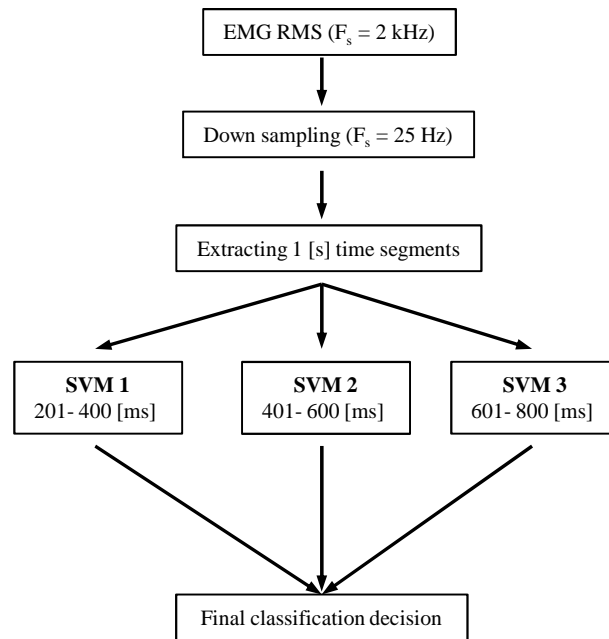 EMG RMS (Fₛ = 2 kHz)
Down sampling (Fₛ = 25 Hz)
Extracting 1 [s] time segments
SVM 1
201- 400 [ms]
SVM 2
401- 600 [ms]
SVM 3
601- 800 [ms]
Final classification decision